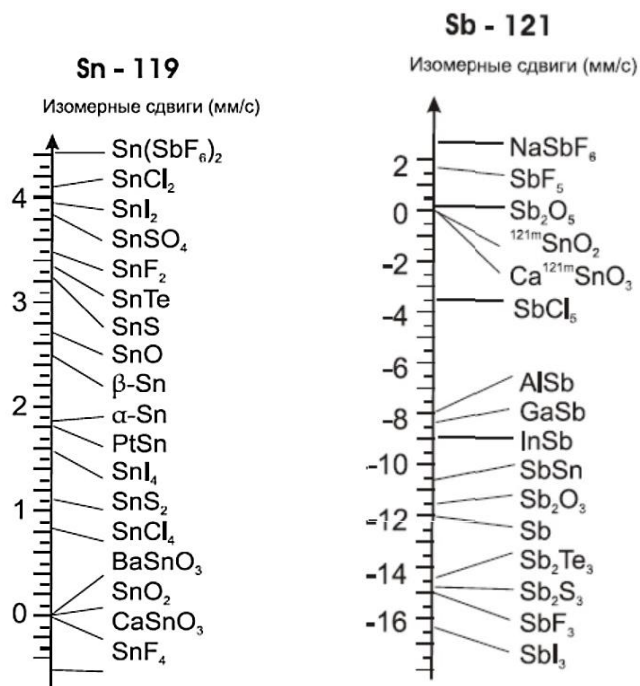 Sn - 119
Изомерные сдвиги (мм/с)
Sn(SbF₆)₂
SnCl₂
4
SnI₂
SnSO₄
SnF₂
SnTe
3
SnS
SnO
β-Sn
2
α-Sn
PtSn
SnI₄
1
SnS₂
SnCl₄
BaSnO₃
SnO₂
0
CaSnO₃
SnF₄
Sb - 121
Изомерные сдвиги (мм/с)
NaSbF₆
2
SbF₅
0
Sb₂O₅
¹²¹ᵐSnO₂
-2
Ca¹²¹ᵐSnO₃
-4
SbCl₅
-6
AlSb
-8
GaSb
InSb
-10
SbSn
Sb₂O₃
-12
Sb
Sb₂Te₃
-14
Sb₂S₃
SbF₃
-16
SbI₃